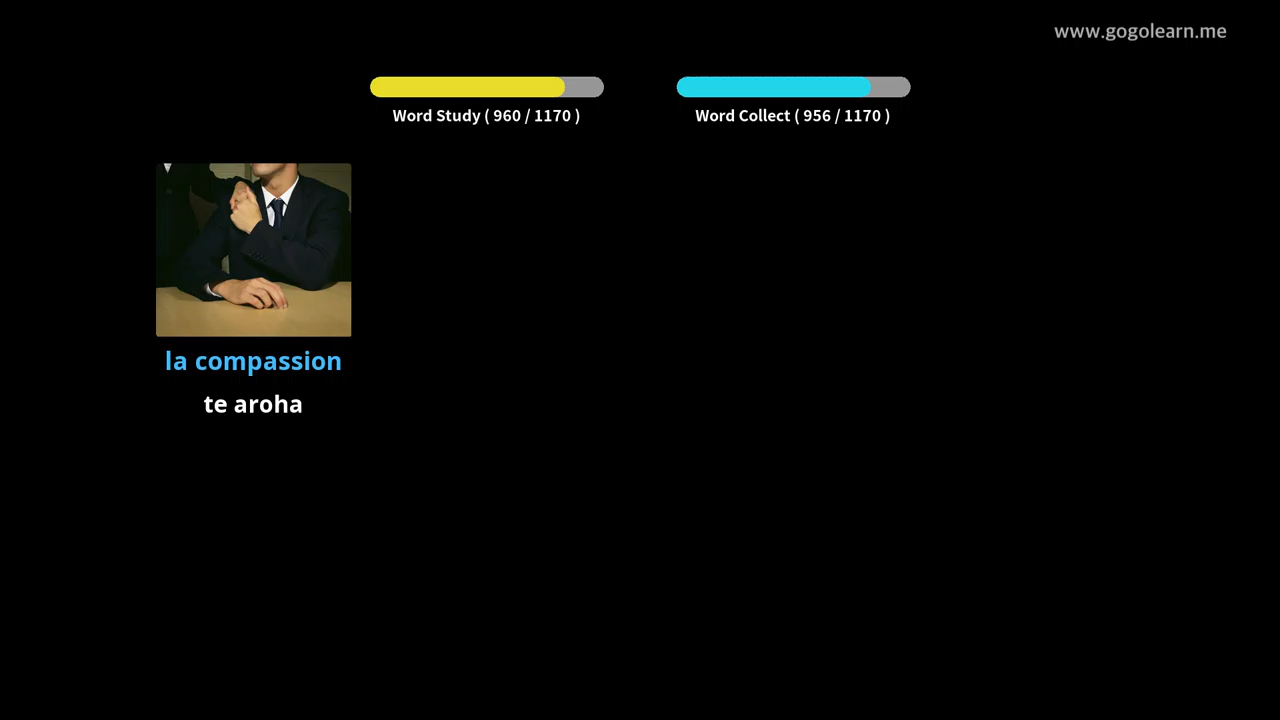 www.gogolearn.me
Word Study ( 960 / 1170 )
Word Collect ( 956 / 1170 )
la compassion
te aroha